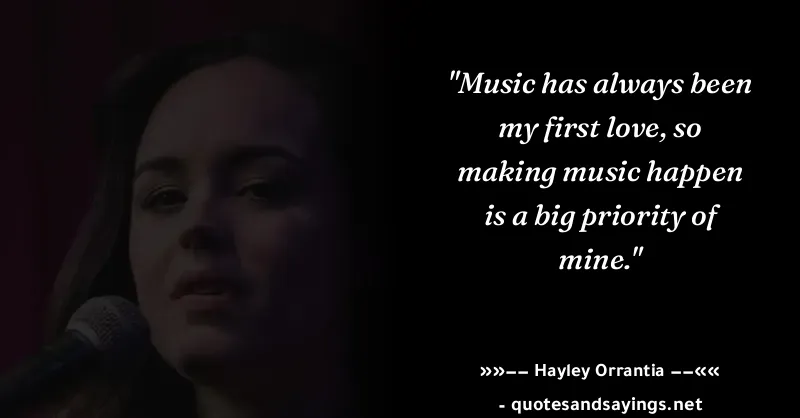 "Music has always been
my first love, so
making music happen
is a big priority of
mine."
»»–– Hayley Orrantia ––««
- quotesandsayings.net